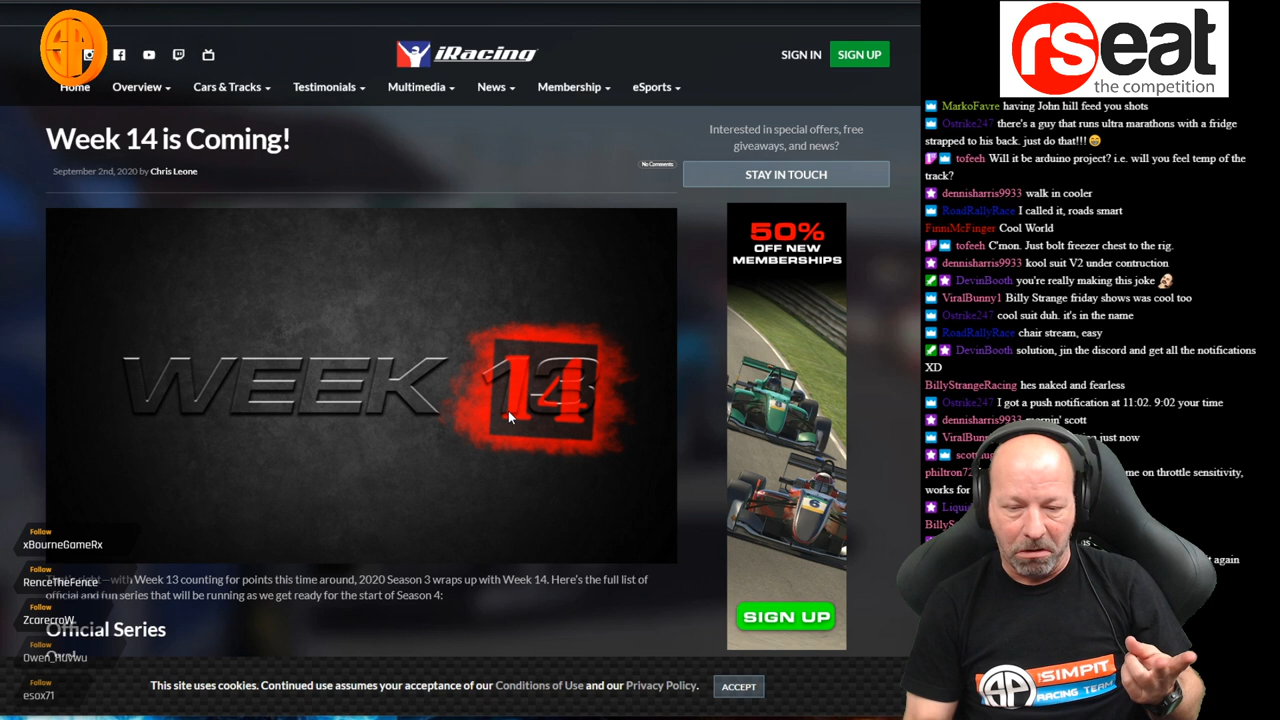 iRacing
SIGN IN
SIGN UP
Home
Overview
Cars & Tracks
Testimonials
Multimedia
News
Membership
eSports
Week 14 is Coming!
September 2nd, 2020 by Chris Leone
No Comments
Interested in special offers, free
giveaways, and news?
STAY IN TOUCH
WEEK 13
14
50%
OFF NEW
MEMBERSHIPS
SIGN UP
with Week 13 counting for points this time around, 2020 Season 3 wraps up with Week 14. Here's the full list of
official and fun series that will be running as we get ready for the start of Season 4:
Official Series
This site uses cookies. Continued use assumes your acceptance of our Conditions of Use and our Privacy Policy.
ACCEPT
Follow
xBourneGameRx
Follow
RenceTheFence
Follow
ZcarecroW
Follow
Follow
esox71
rseat
the competition
MarkoFavre having John hill feed you shots
Ostrike247 there's a guy that runs ultra marathons with a fridge
strapped to his back. just do that!!!
tofeeh Will it be arduino project? i.e. will you feel temp of the
track?
dennisharris9933 walk in cooler
RoadRallyRace I called it, roads smart
FinniMcFinger Cool World
tofeeh C'mon. Just bolt freezer chest to the rig.
dennisharris9933 kool suit V2 under contruction
DevinBooth you're really making this joke
ViralBunny1 Billy Strange friday shows was cool too
Ostrike247 cool suit duh. it's in the name
RoadRallyRace chair stream, easy
DevinBooth solution, jin the discord and get all the notifications
XD
BillyStrangeRacing hes naked and fearless
Ostrike247 I got a push notification at 11:02. 9:02 your time
dennisharris9933 mornin' scott
just now
me on throttle sensitivity,
works for
again
SP
SIMPIT
RACING TEAM